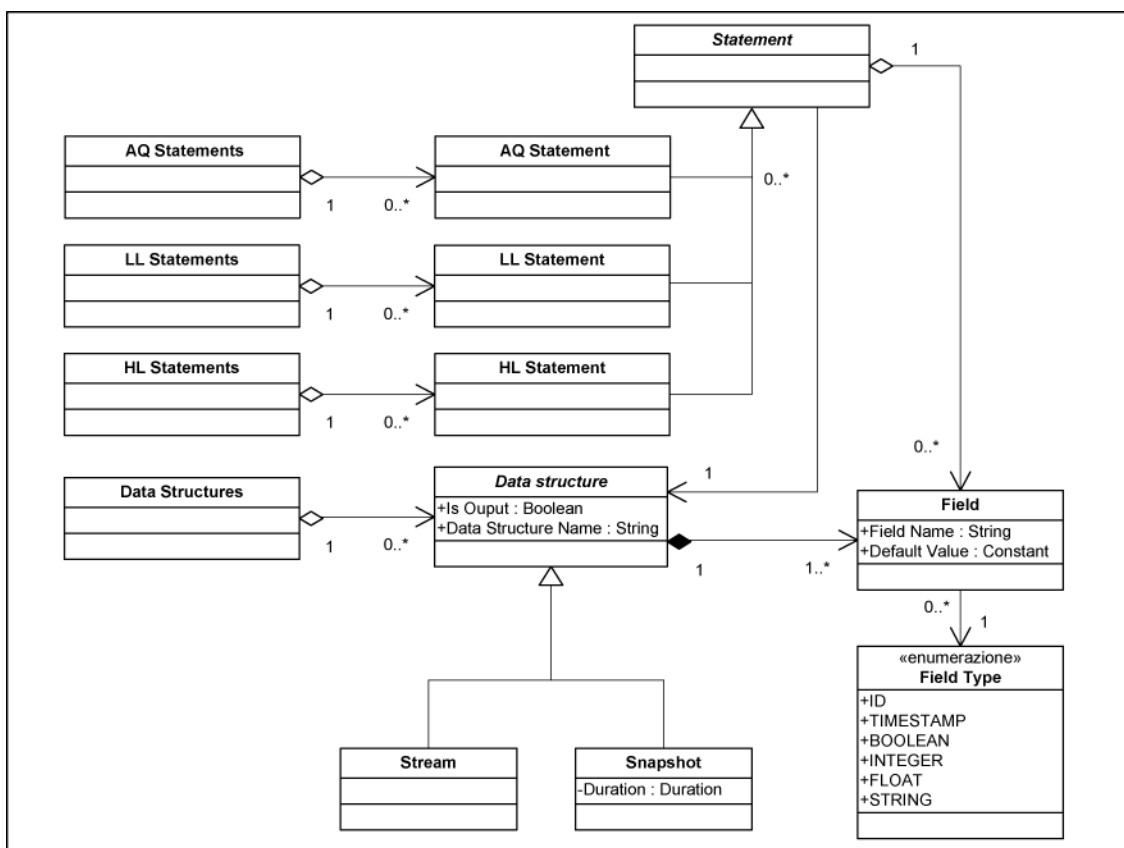 Statement
1
AQ Statements
AQ Statement
1
0..*
0..*
LL Statements
LL Statement
1
0..*
HL Statements
HL Statement
1
0..*
Data Structures
1
0..*
Data structure
+Is Ouput : Boolean
+Data Structure Name : String
1
1
1..*
0..*
Field
+Field Name : String
+Default Value : Constant
0..*
1
«enumerazione»
Field Type
+ID
+TIMESTAMP
+BOOLEAN
+INTEGER
+FLOAT
+STRING
Stream
Snapshot
-Duration : Duration